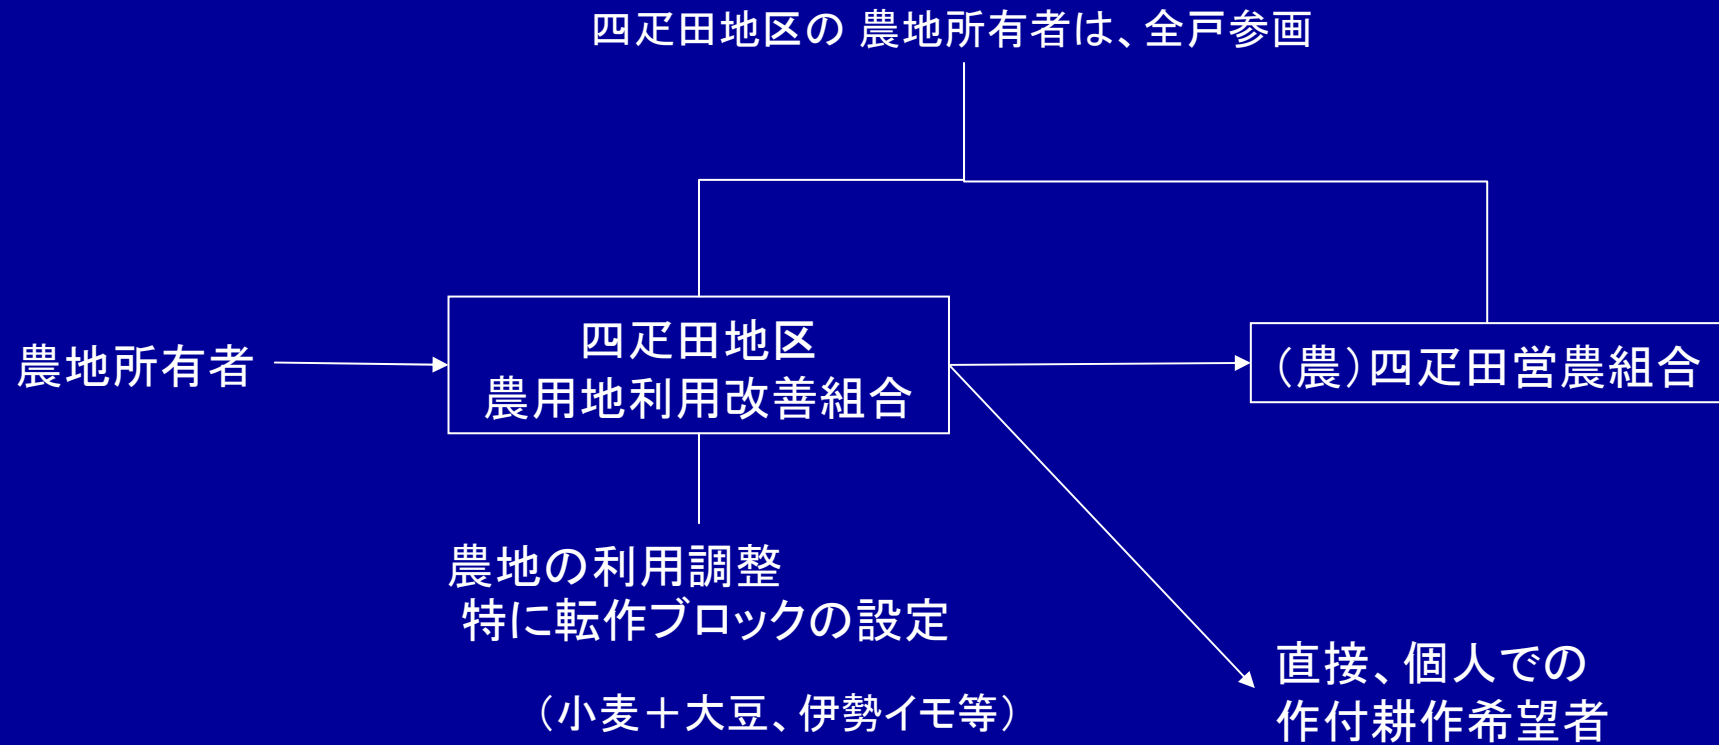 四疋田地区の 農地所有者は、全戸参画
農地所有者
四疋田地区
農用地利用改善組合
（農）四疋田営農組合
農地の利用調整
特に転作ブロックの設定
（小麦＋大豆、伊勢イモ等）
直接、個人での
作付耕作希望者